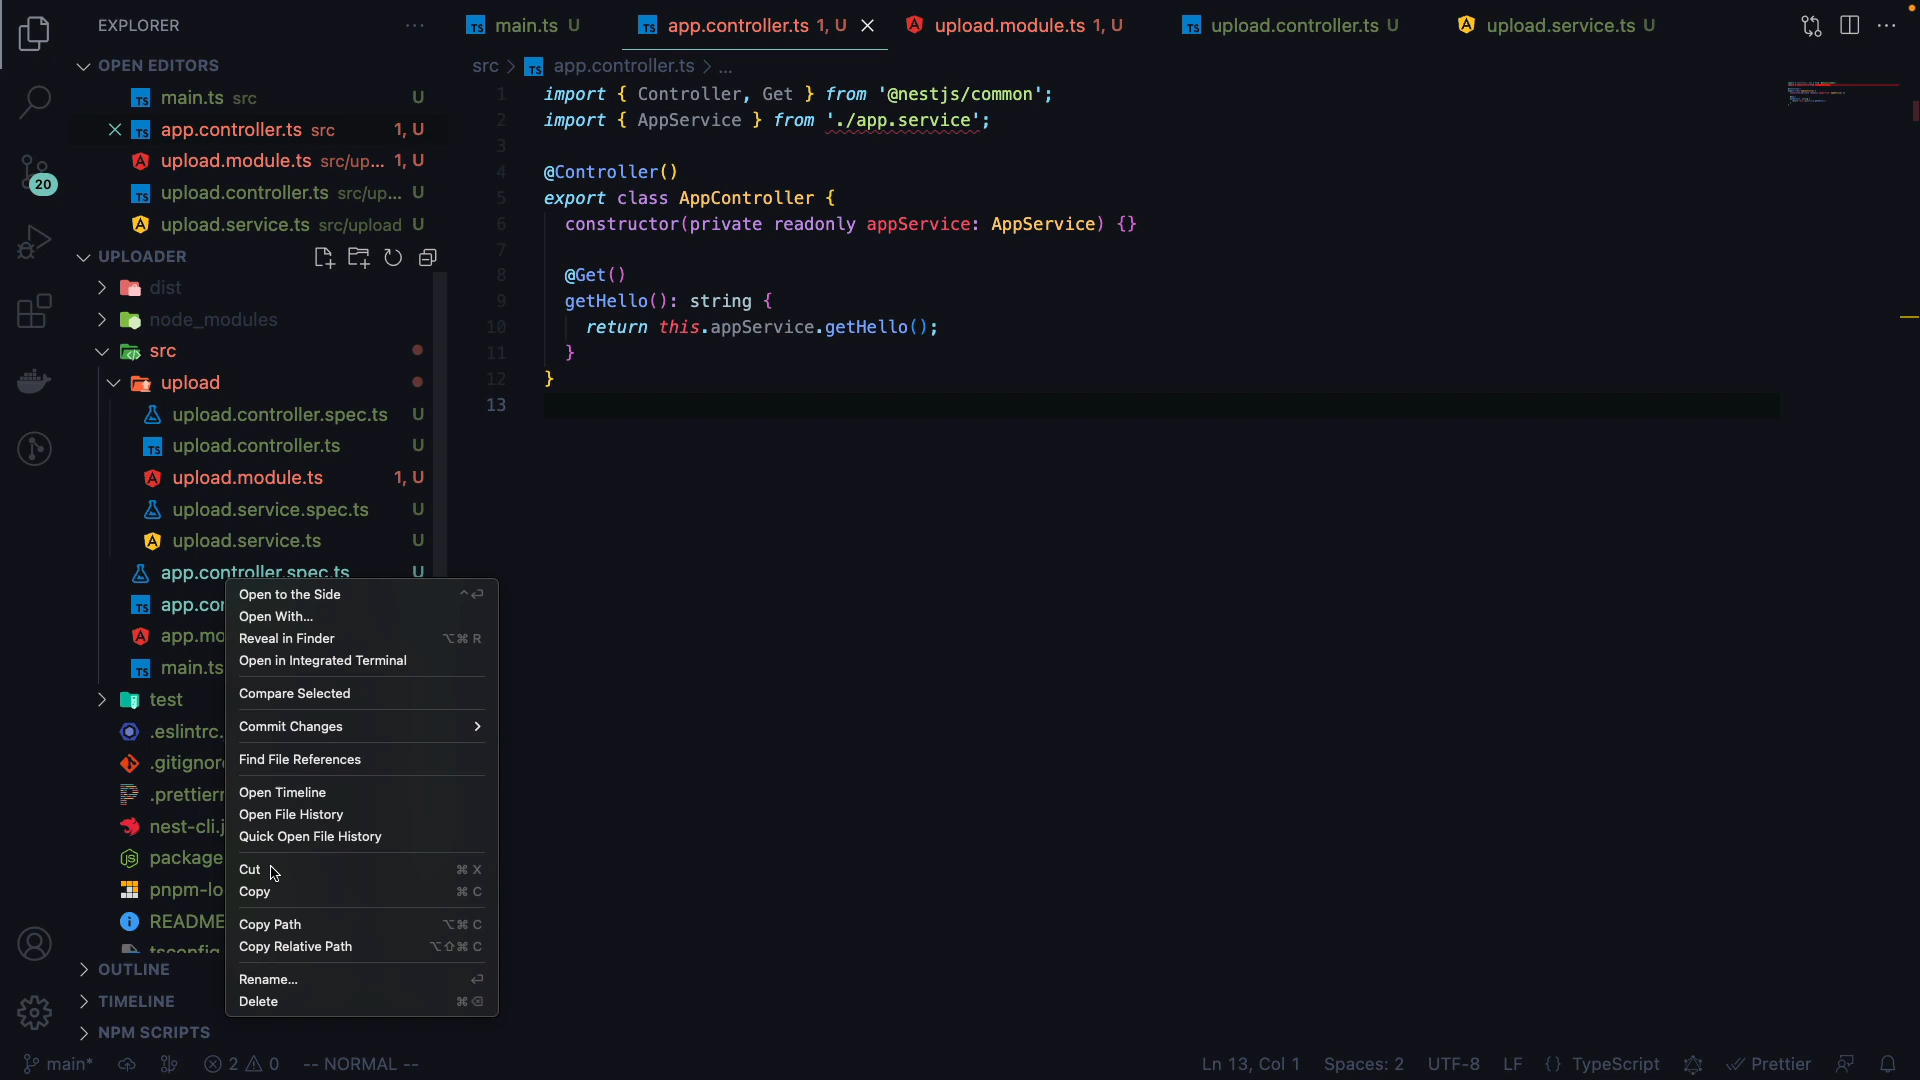 EXPLORER
main.ts U
app.controller.ts 1, U
upload.module.ts 1, U
upload.controller.ts U
upload.service.ts U
OPEN EDITORS
main.ts src U
app.controller.ts src 1, U
upload.module.ts src/up... 1, U
upload.controller.ts src/up... U
upload.service.ts src/upload U
UPLOADER
dist
node_modules
src
upload
upload.controller.spec.ts U
upload.controller.ts U
upload.module.ts 1, U
upload.service.spec.ts U
upload.service.ts U
app.controller.spec.ts U
app.co
app.mo
main.ts
test
.eslintrc.
.gitignor
.prettierr
nest-cli.j
package
pnpm-lo
README
tsconfig
OUTLINE
TIMELINE
NPM SCRIPTS
Open to the Side ^⏎
Open With...
Reveal in Finder ⌥⌘ R
Open in Integrated Terminal
Compare Selected
Commit Changes
Find File References
Open Timeline
Open File History
Quick Open File History
Cut ⌘ X
Copy ⌘ C
Copy Path ⌥⌘ C
Copy Relative Path ⌥⇧⌘ C
Rename... ⏎
Delete ⌘⌫
src > app.controller.ts > ...
1 import { Controller, Get } from '@nestjs/common';
2 import { AppService } from './app.service';
3
4 @Controller()
5 export class AppController {
6 constructor(private readonly appService: AppService) {}
7
8 @Get()
9 getHello(): string {
10 return this.appService.getHello();
11 }
12 }
13
20
main* 2 0 -- NORMAL --
Ln 13, Col 1 Spaces: 2 UTF-8 LF {} TypeScript Prettier